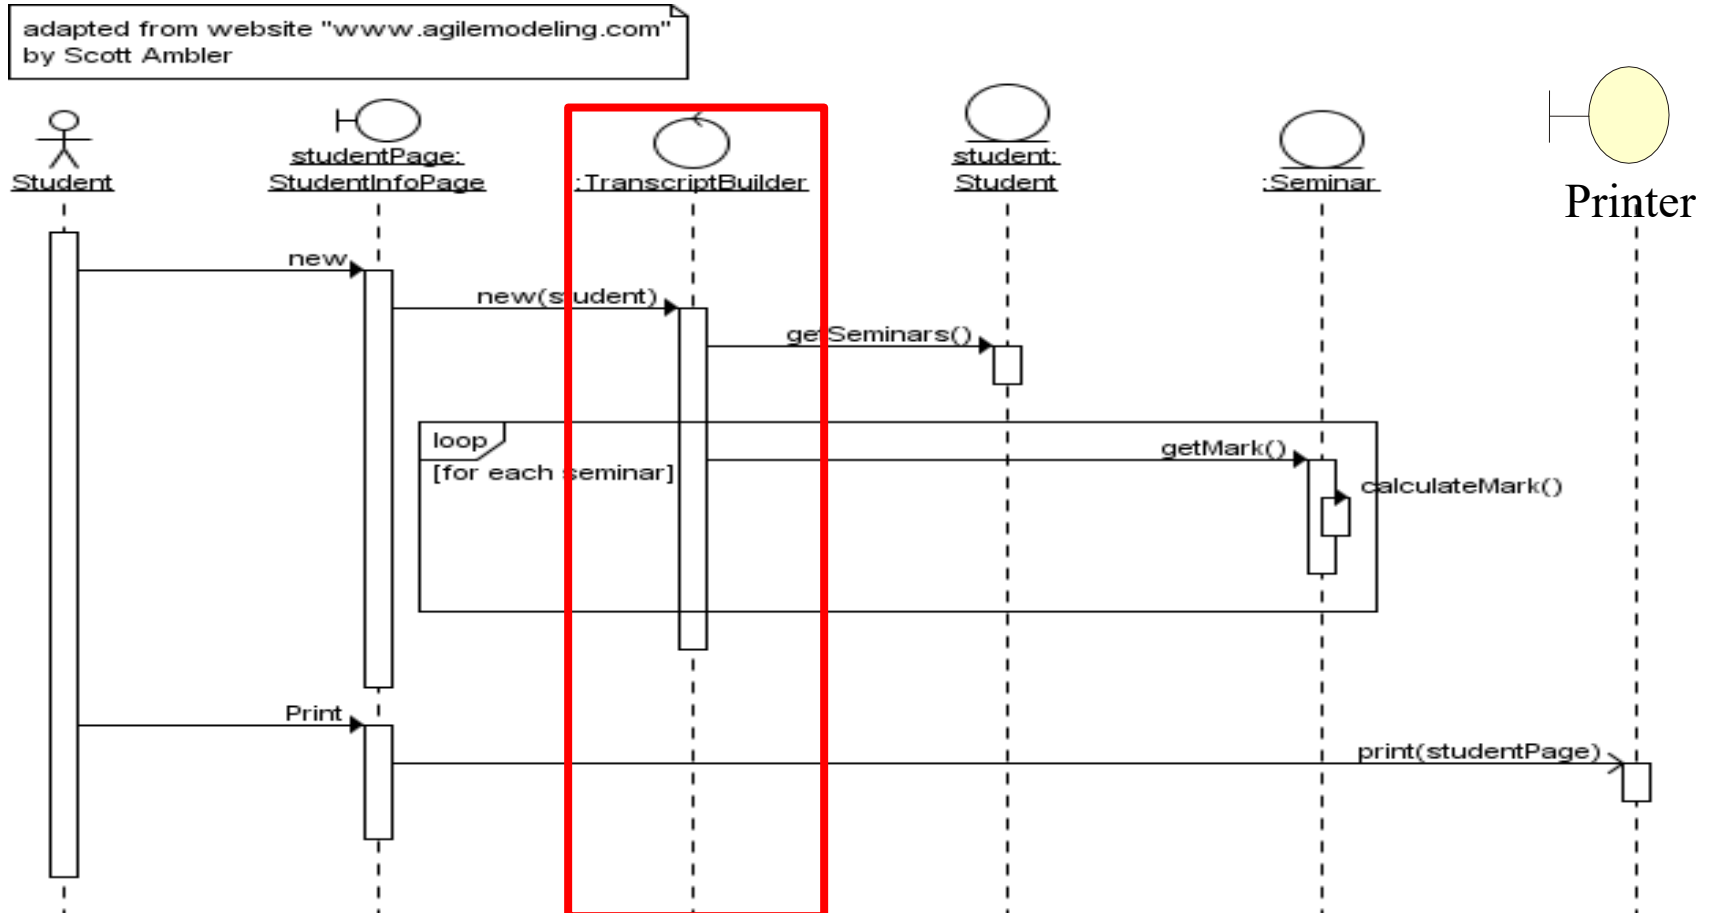 adapted from website "www.agilemodeling.com"
by Scott Ambler
Student
studentPage:
StudentInfoPage
:TranscriptBuilder
student:
Student
:Seminar
Printer
new
new(student)
getSeminars()
loop
[for each seminar]
getMark()
calculateMark()
Print
print(studentPage)